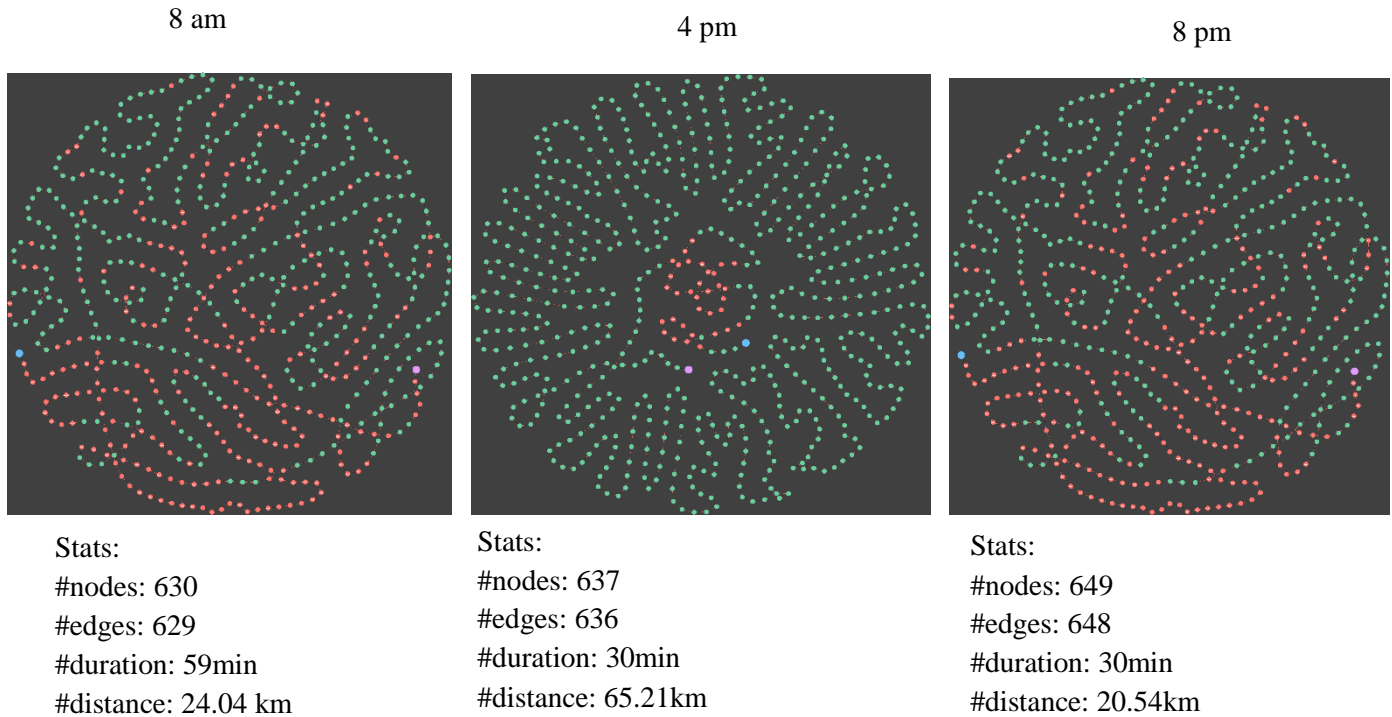 8 am
4 pm
8 pm
Stats:
#nodes: 630
#edges: 629
#duration: 59min
#distance: 24.04 km
Stats:
#nodes: 637
#edges: 636
#duration: 30min
#distance: 65.21km
Stats:
#nodes: 649
#edges: 648
#duration: 30min
#distance: 20.54km